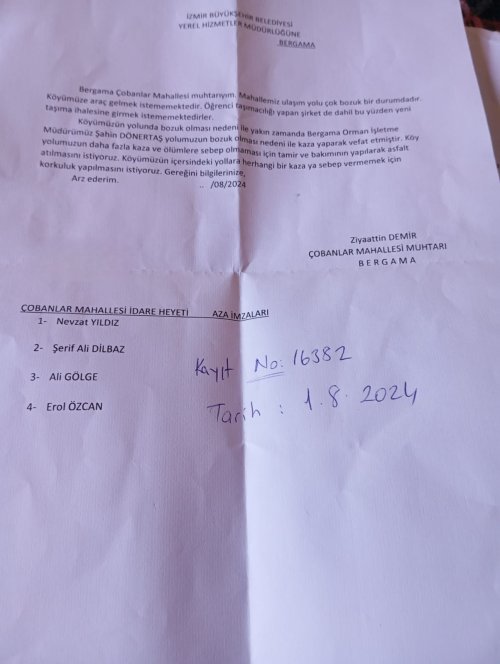 İZMİR BÜYÜKŞEHİR BELEDİYESİ
YEREL HİZMETLER MÜDÜRLÜĞÜNE
BERGAMA
Bergama Çobanlar Mahallesi muhtarıyım. Mahallemiz ulaşım yolu çok bozuk bir durumdadır.
Köyümüze araç gelmek istememektedir. Öğrenci taşımacılığı yapan şirket de dahil bu yüzden yeni
taşıma ihalesine girmek istememektedirler.
Köyümüzün yolunda bozuk olması nedeni ile yakın zamanda Bergama Orman İşletme
Müdürümüz Şahin DÖNERTAŞ yolumuzun bozuk olması nedeni ile kaza yaparak vefat etmiştir. Köy
yolumuzun daha fazla kaza ve ölümlere sebep olmaması için tamir ve bakımının yapılarak asfalt
atılmasını istiyoruz. Köyümüzün içersindeki yollara herhangi bir kaza ya sebep vermemek için
korkuluk yapılmasını istiyoruz. Gereğini bilgilerinize,
Arz ederim. .. /08/2024
Ziyaattin DEMİR
ÇOBANLAR MAHALLESİ MUHTARI
B E R G A M A
ÇOBANLAR MAHALLESİ İDARE HEYETİ AZA İMZALARI
1- Nevzat YILDIZ
2- Şerif Ali DİLBAZ
3- Ali GÖLGE
4- Erol ÖZCAN
Kayıt No: 16382
Tarih : 1.8.2024